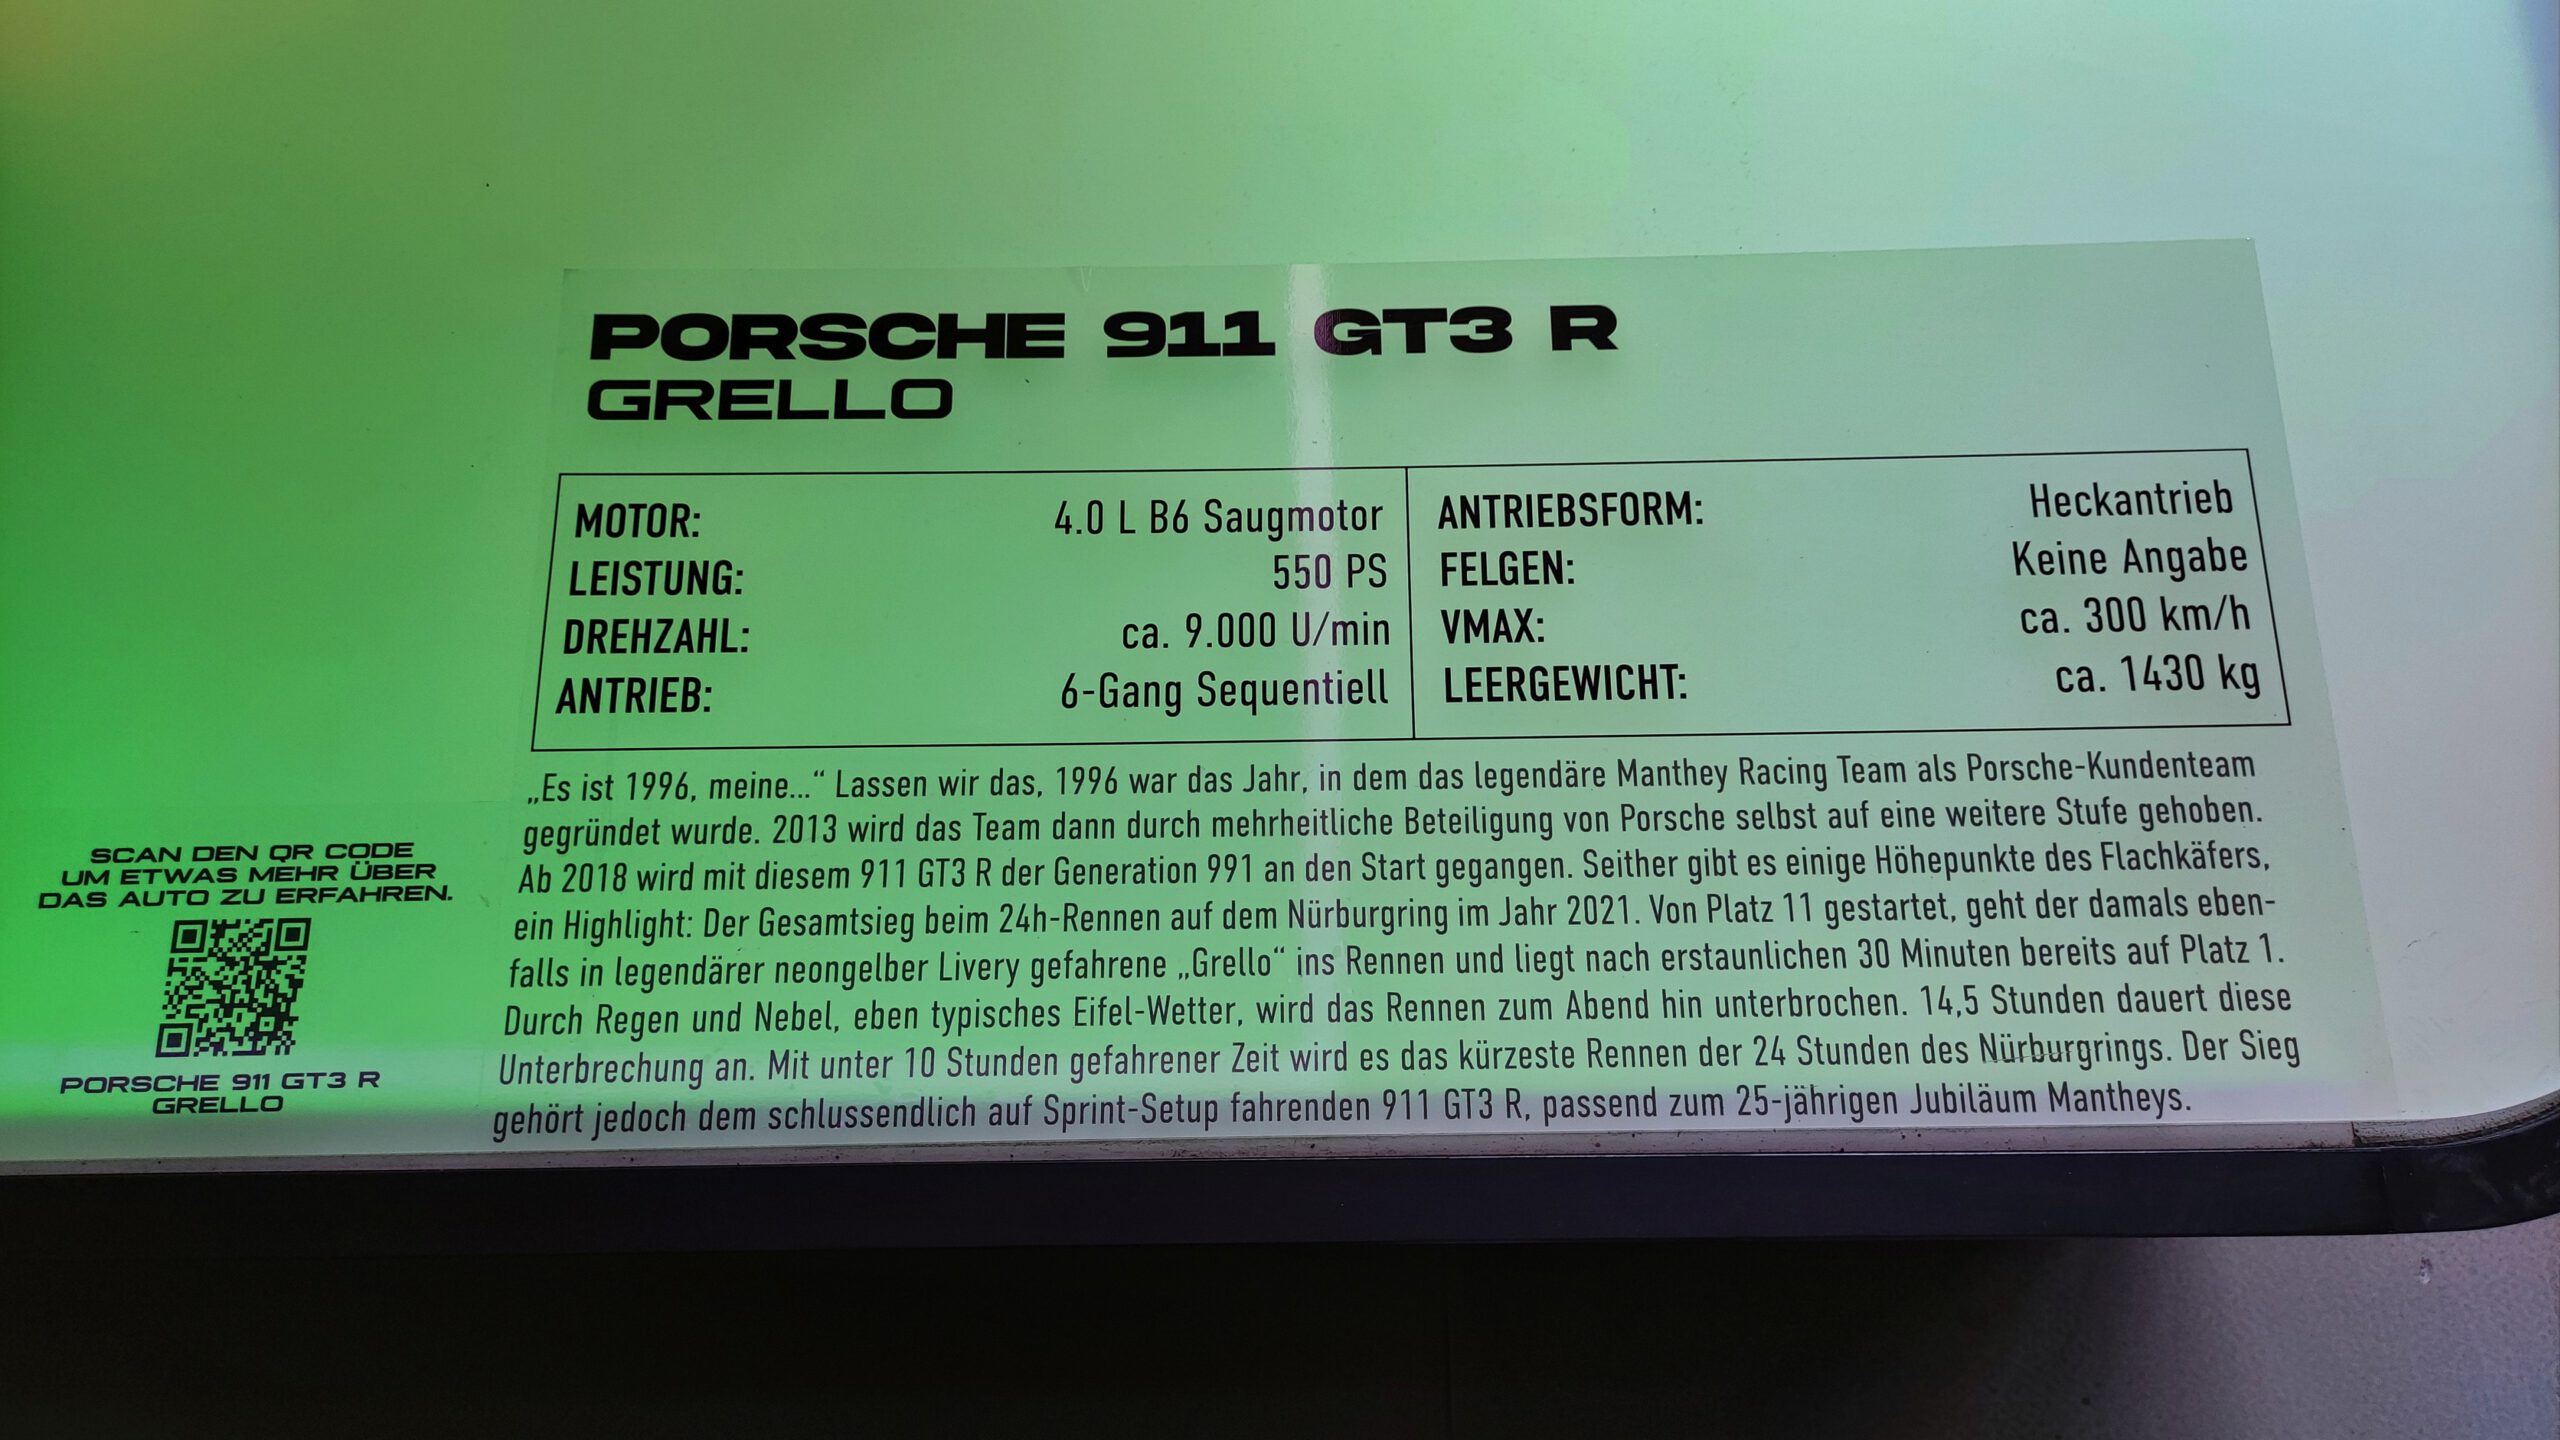 PORSCHE 911 GT3 R
GRELLO
MOTOR: 4.0 L B6 Saugmotor
LEISTUNG: 550 PS
DREHZAHL: ca. 9.000 U/min
ANTRIEB: 6-Gang Sequentiell
ANTRIEBSFORM: Heckantrieb
FELGEN: Keine Angabe
VMAX: ca. 300 km/h
LEERGEWICHT: ca. 1430 kg
„Es ist 1996, meine...“ Lassen wir das, 1996 war das Jahr, in dem das legendäre Manthey Racing Team als Porsche-Kundenteam
gegründet wurde. 2013 wird das Team dann durch mehrheitliche Beteiligung von Porsche selbst auf eine weitere Stufe gehoben.
Ab 2018 wird mit diesem 911 GT3 R der Generation 991 an den Start gegangen. Seither gibt es einige Höhepunkte des Flachkäfers,
ein Highlight: Der Gesamtsieg beim 24h-Rennen auf dem Nürburgring im Jahr 2021. Von Platz 11 gestartet, geht der damals eben-
falls in legendärer neongelber Livery gefahrene „Grello“ ins Rennen und liegt nach erstaunlichen 30 Minuten bereits auf Platz 1.
Durch Regen und Nebel, eben typisches Eifel-Wetter, wird das Rennen zum Abend hin unterbrochen. 14,5 Stunden dauert diese
Unterbrechung an. Mit unter 10 Stunden gefahrener Zeit wird es das kürzeste Rennen der 24 Stunden des Nürburgrings. Der Sieg
gehört jedoch dem schlussendlich auf Sprint-Setup fahrenden 911 GT3 R, passend zum 25-jährigen Jubiläum Mantheys.
SCAN DEN QR CODE
UM ETWAS MEHR ÜBER
DAS AUTO ZU ERFAHREN.
PORSCHE 911 GT3 R
GRELLO